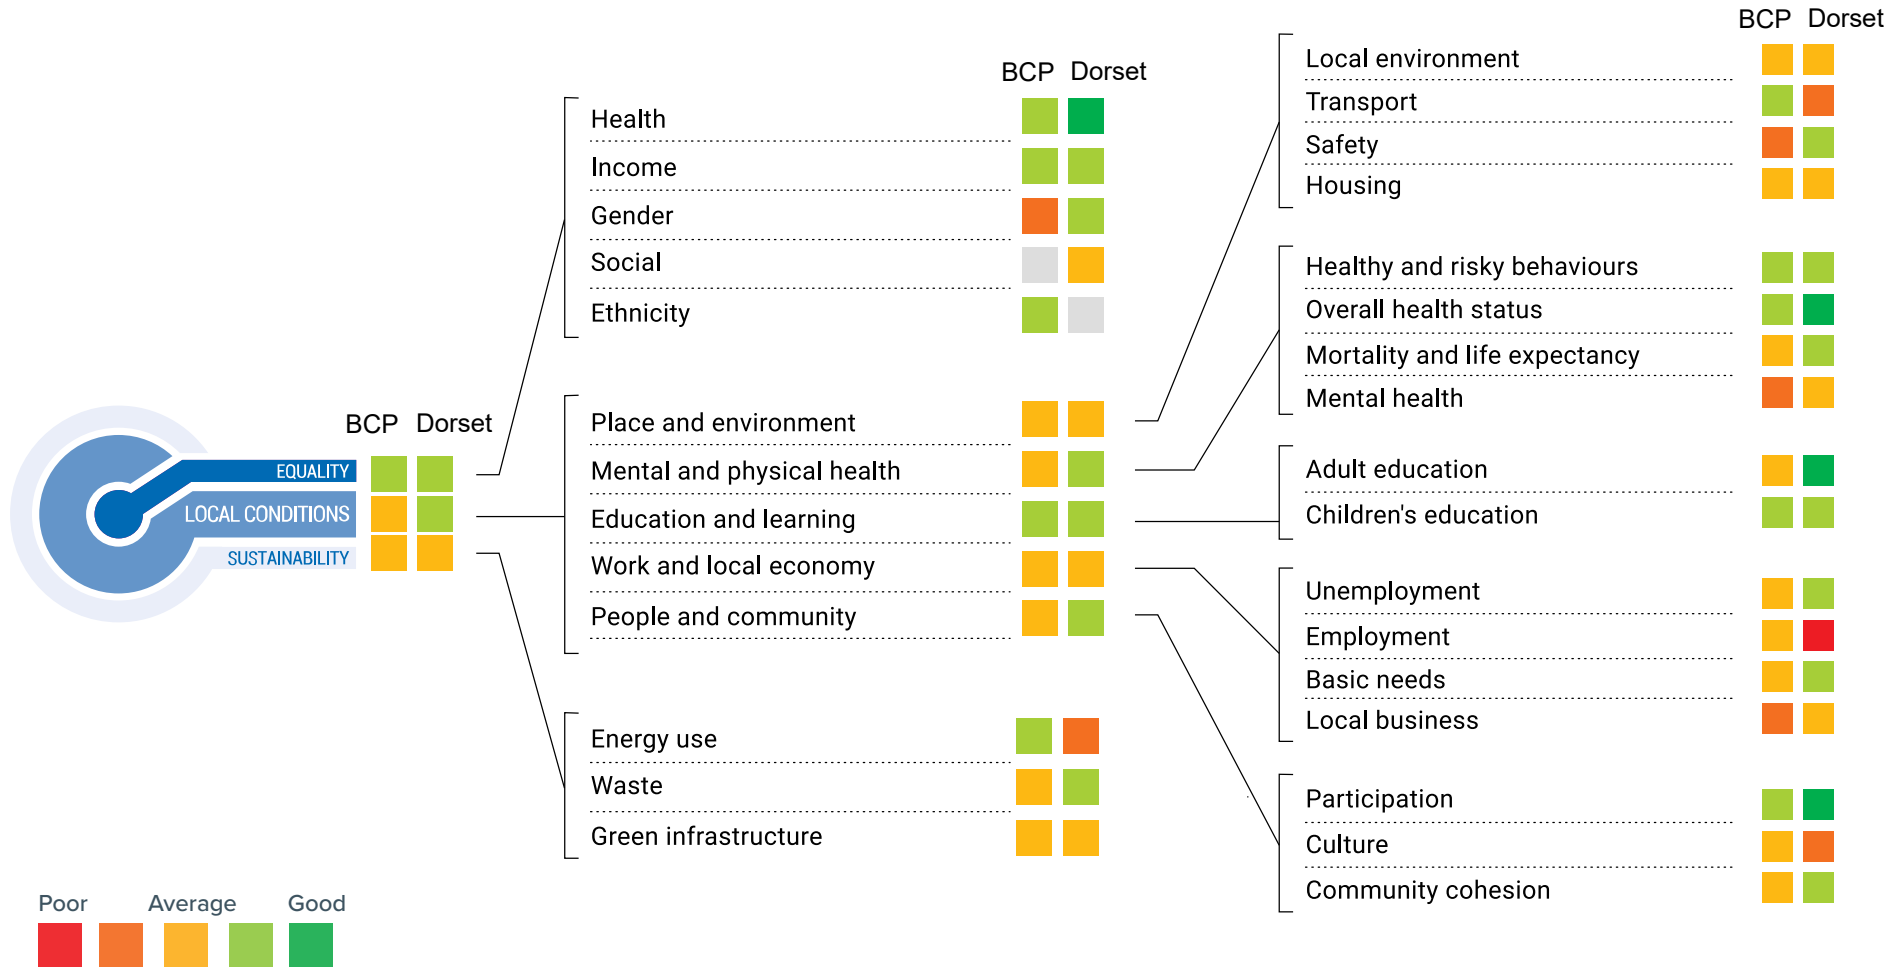 BCP Dorset
EQUALITY
LOCAL CONDITIONS
SUSTAINABILITY
BCP Dorset
Health
Income
Gender
Social
Ethnicity
Place and environment
Mental and physical health
Education and learning
Work and local economy
People and community
Energy use
Waste
Green infrastructure
BCP Dorset
Local environment
Transport
Safety
Housing
Healthy and risky behaviours
Overall health status
Mortality and life expectancy
Mental health
Adult education
Children's education
Unemployment
Employment
Basic needs
Local business
Participation
Culture
Community cohesion
Poor Average Good